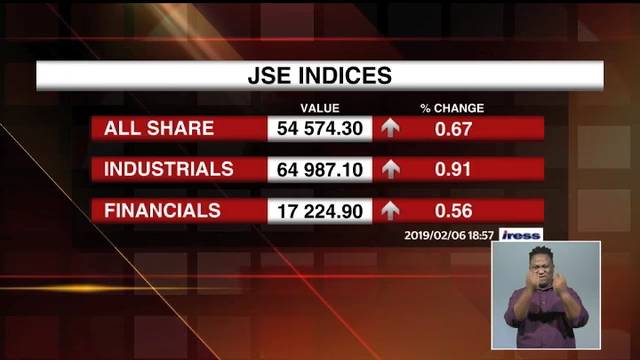 JSE INDICES
VALUE % CHANGE
ALL SHARE 54 574.30 0.67
INDUSTRIALS 64 987.10 0.91
FINANCIALS 17 224.90 0.56
2019/02/06 18:57 iress